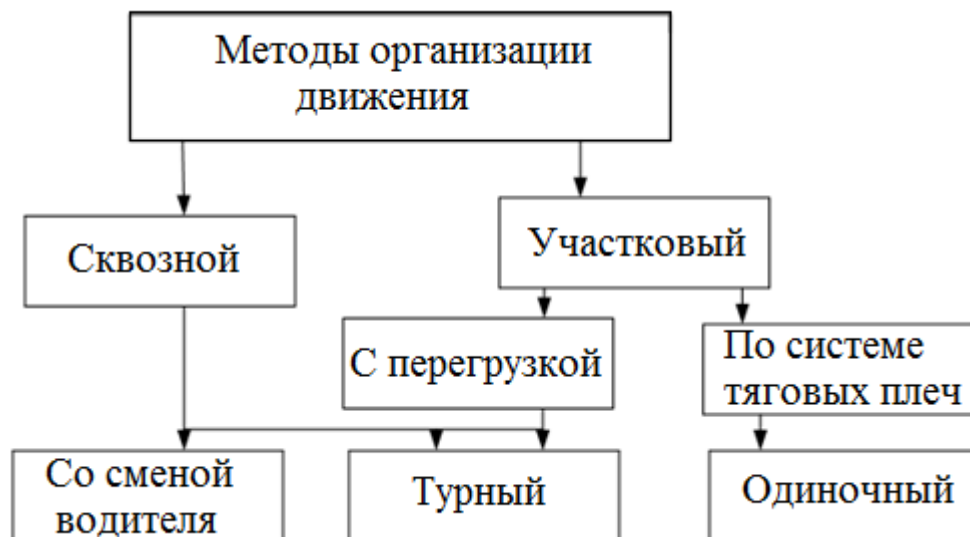 Методы организации
движения
Сквозной
Участковый
С перегрузкой
По системе
тяговых плеч
Со сменой
водителя
Турный
Одиночный